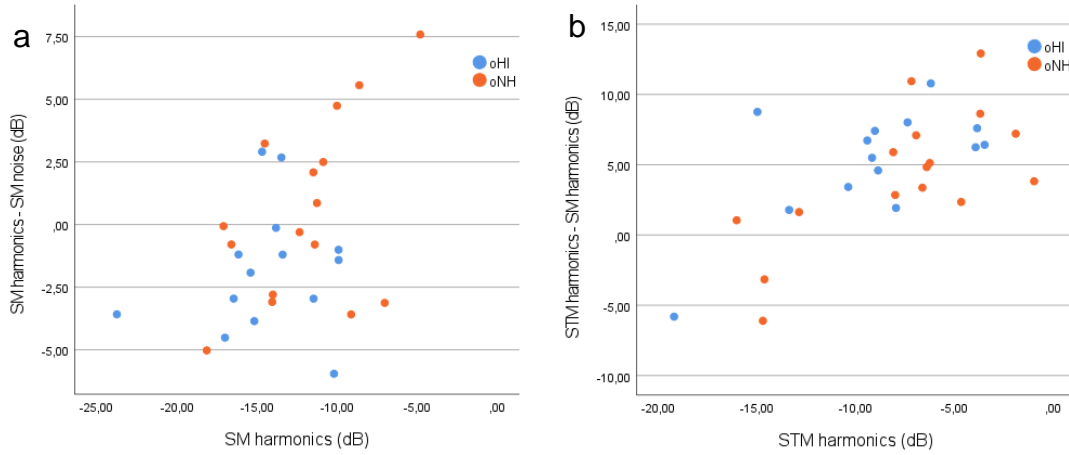 a
SM harmonics - SM noise (dB)
7,50
5,00
2,50
,00
-2,50
-5,00
-25,00 -20,00 -15,00 -10,00 -5,00 ,00
SM harmonics (dB)
oHI
oNH
b
STM harmonics - SM harmonics (dB)
15,00
10,00
5,00
,00
-5,00
-10,00
-20,00 -15,00 -10,00 -5,00 ,00
STM harmonics (dB)
oHI
oNH